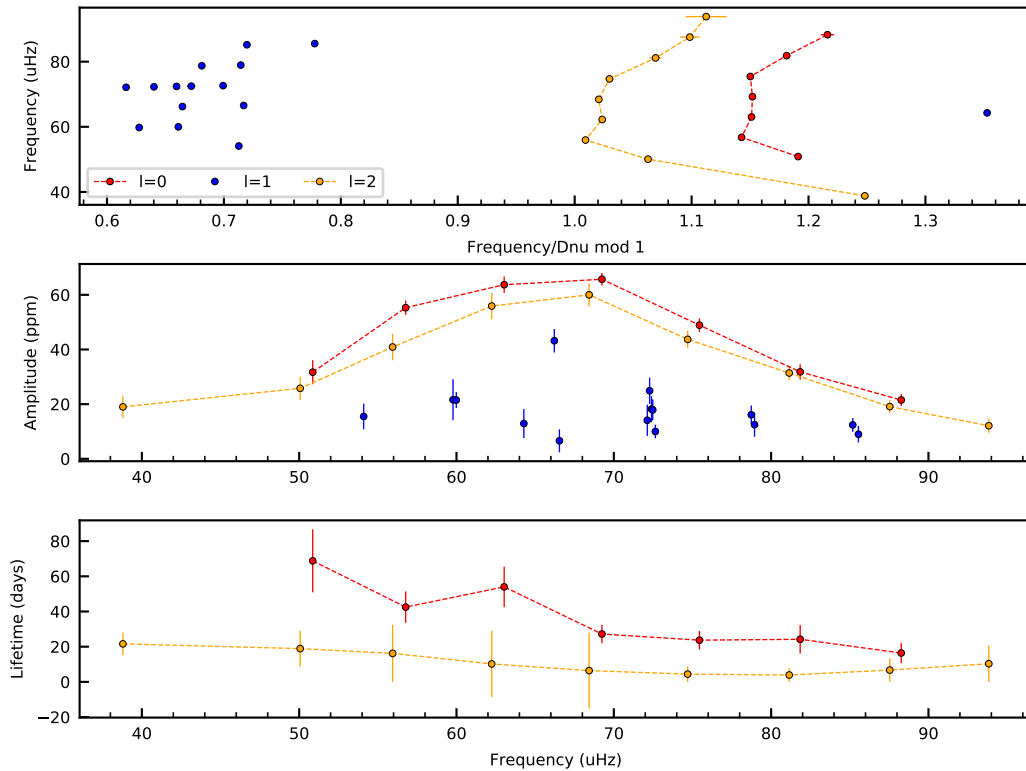 Frequency (uHz)
80
60
40
l=0 l=1 l=2
0.6 0.7 0.8 0.9 1.0 1.1 1.2 1.3
Frequency/Dnu mod 1
Amplitude (ppm)
60
40
20
0
40 50 60 70 80 90
Lifetime (days)
80
60
40
20
0
−20
40 50 60 70 80 90
Frequency (uHz)